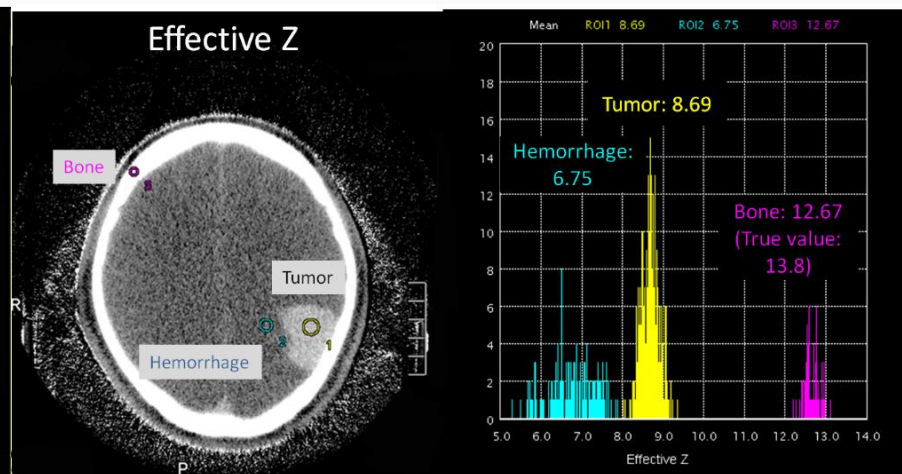 Effective Z
Bone
3
Tumor
1
2
Hemorrhage
R
P
Mean ROI1 8.69 ROI2 6.75 ROI3 12.67
20
18
16
14
12
10
8
6
4
2
0
Tumor: 8.69
Hemorrhage:
6.75
Bone: 12.67
(True value:
13.8)
5.0 6.0 7.0 8.0 9.0 10.0 11.0 12.0 13.0 14.0
Effective Z